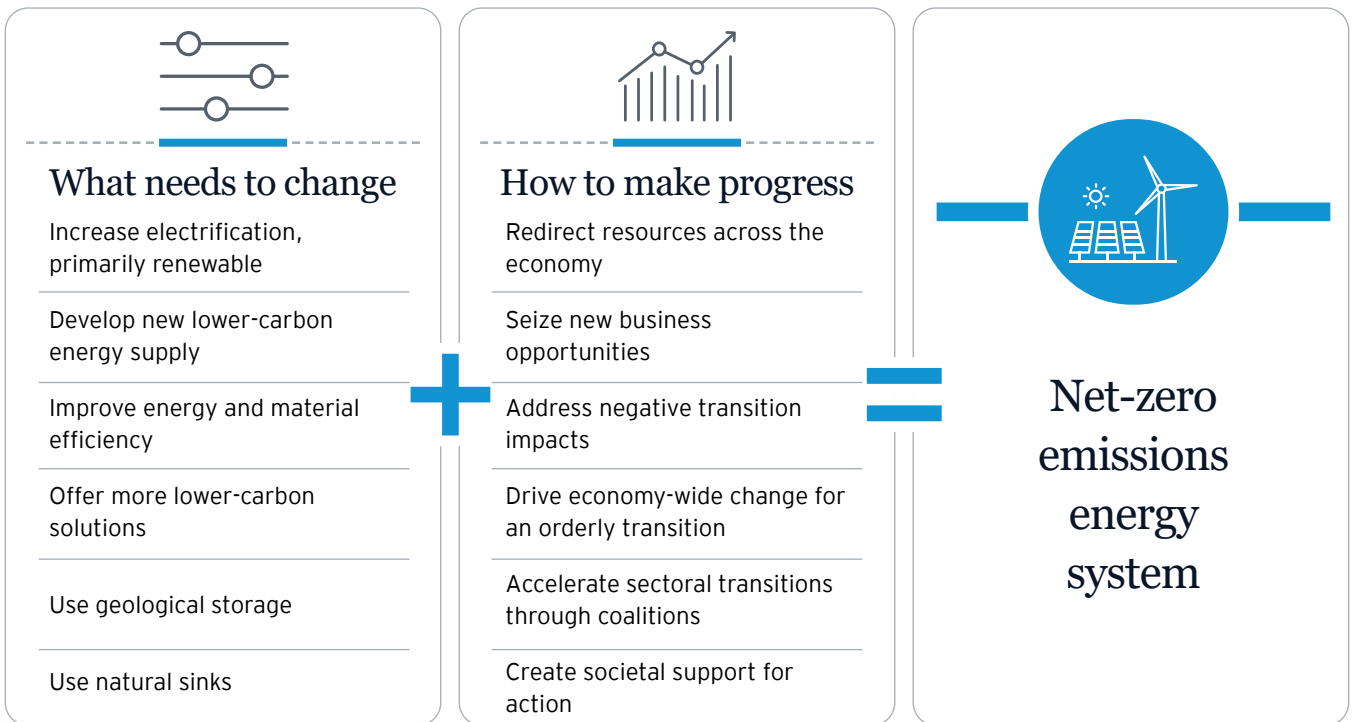 What needs to change
Increase electrification,
primarily renewable
Develop new lower-carbon
energy supply
Improve energy and material
efficiency
Offer more lower-carbon
solutions
Use geological storage
Use natural sinks
How to make progress
Redirect resources across the
economy
Seize new business
opportunities
Address negative transition
impacts
Drive economy-wide change for
an orderly transition
Accelerate sectoral transitions
through coalitions
Create societal support for
action
Net-zero
emissions
energy
system